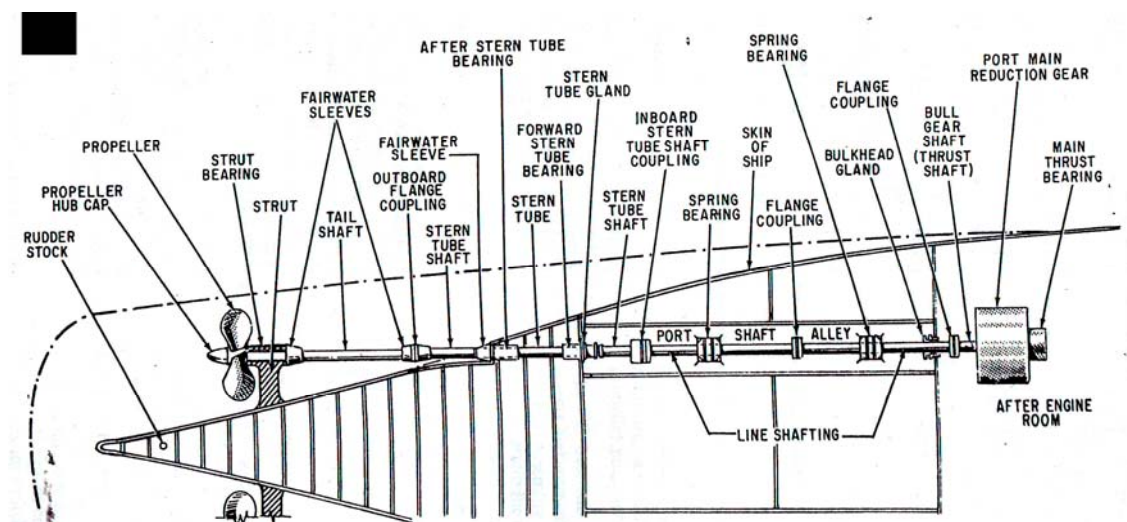 PROPELLER
PROPELLER
HUB CAP
RUDDER
STOCK
STRUT
BEARING
FAIRWATER
SLEEVES
STRUT
TAIL
SHAFT
AFTER STERN TUBE
BEARING
FAIRWATER
SLEEVE
OUTBOARD
FLANGE
COUPLING
STERN
TUBE
SHAFT
FORWARD
STERN
TUBE
BEARING
STERN
TUBE
STERN
TUBE GLAND
INBOARD
STERN
TUBE SHAFT
COUPLING
STERN
TUBE
SHAFT
SPRING
BEARING
SKIN
OF
SHIP
FLANGE
COUPLING
SPRING
BEARING
BULKHEAD
GLAND
FLANGE
COUPLING
BULL
GEAR
SHAFT
(THRUST
SHAFT)
PORT MAIN
REDUCTION GEAR
MAIN
THRUST
BEARING
PORT SHAFT ALLEY
LINE SHAFTING
AFTER ENGINE
ROOM